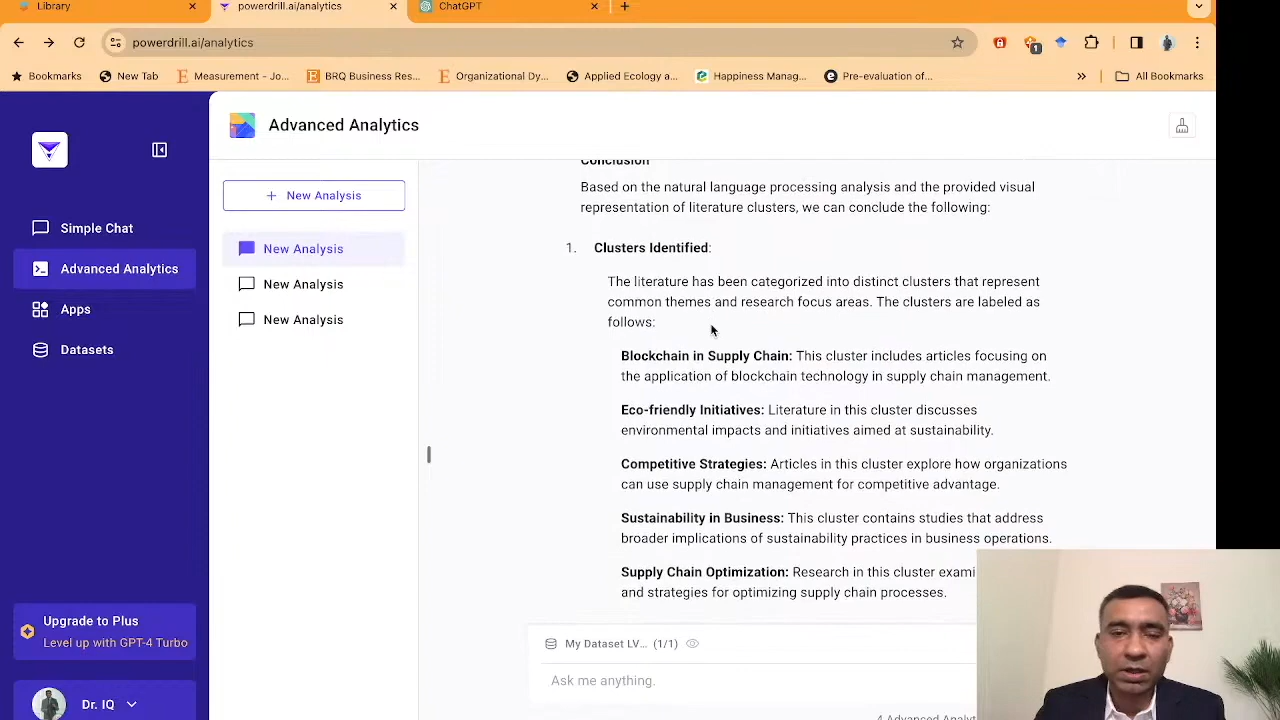 Library
powerdrill.ai/analytics
ChatGPT
powerdrill.ai/analytics
Bookmarks
New Tab
Measurement - Jo...
BRQ Business Res...
Organizational Dy...
Applied Ecology a...
Happiness Manag...
Pre-evaluation of...
All Bookmarks
Advanced Analytics
New Analysis
Simple Chat
Advanced Analytics
Apps
Datasets
New Analysis
New Analysis
New Analysis
Conclusion
Based on the natural language processing analysis and the provided visual
representation of literature clusters, we can conclude the following:
1. Clusters Identified:
The literature has been categorized into distinct clusters that represent
common themes and research focus areas. The clusters are labeled as
follows:
Blockchain in Supply Chain: This cluster includes articles focusing on
the application of blockchain technology in supply chain management.
Eco-friendly Initiatives: Literature in this cluster discusses
environmental impacts and initiatives aimed at sustainability.
Competitive Strategies: Articles in this cluster explore how organizations
can use supply chain management for competitive advantage.
Sustainability in Business: This cluster contains studies that address
broader implications of sustainability practices in business operations.
Supply Chain Optimization: Research in this cluster exami
and strategies for optimizing supply chain processes.
Upgrade to Plus
Level up with GPT-4 Turbo
My Dataset LV... (1/1)
Ask me anything.
Dr. IQ
4 Advanced Analyt